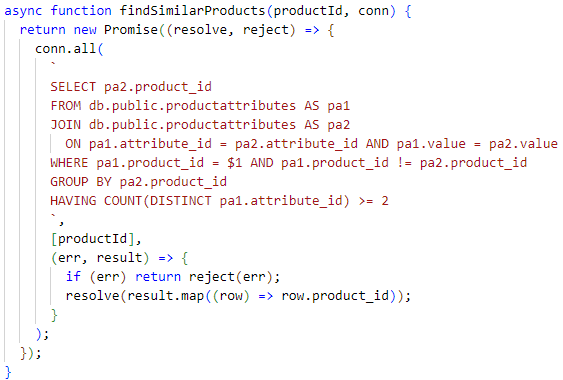 async function findSimilarProducts(productId, conn) {
  return new Promise((resolve, reject) => {
    conn.all(
      `
      SELECT pa2.product_id
      FROM db.public.productattributes AS pa1
      JOIN db.public.productattributes AS pa2
        ON pa1.attribute_id = pa2.attribute_id AND pa1.value = pa2.value
      WHERE pa1.product_id = $1 AND pa1.product_id != pa2.product_id
      GROUP BY pa2.product_id
      HAVING COUNT(DISTINCT pa1.attribute_id) >= 2
      `,
      [productId],
      (err, result) => {
        if (err) return reject(err);
        resolve(result.map((row) => row.product_id));
      }
    );
  });
}